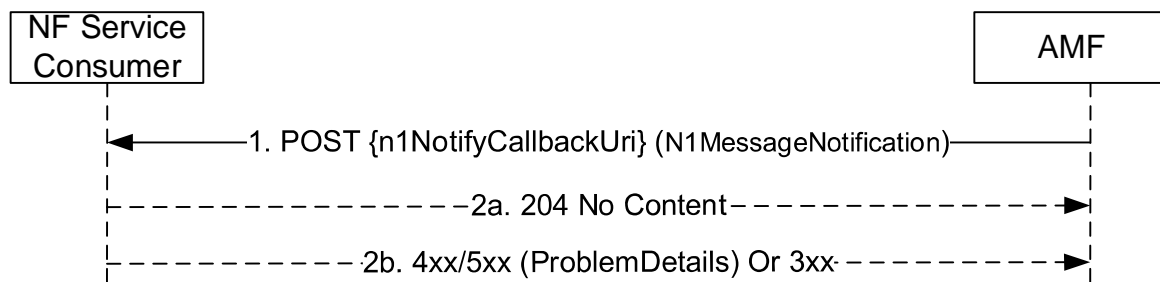 NF Service
Consumer
AMF
1. POST {n1NotifyCallbackUri} (N1MessageNotification)
2a. 204 No Content
2b. 4xx/5xx (ProblemDetails) Or 3xx